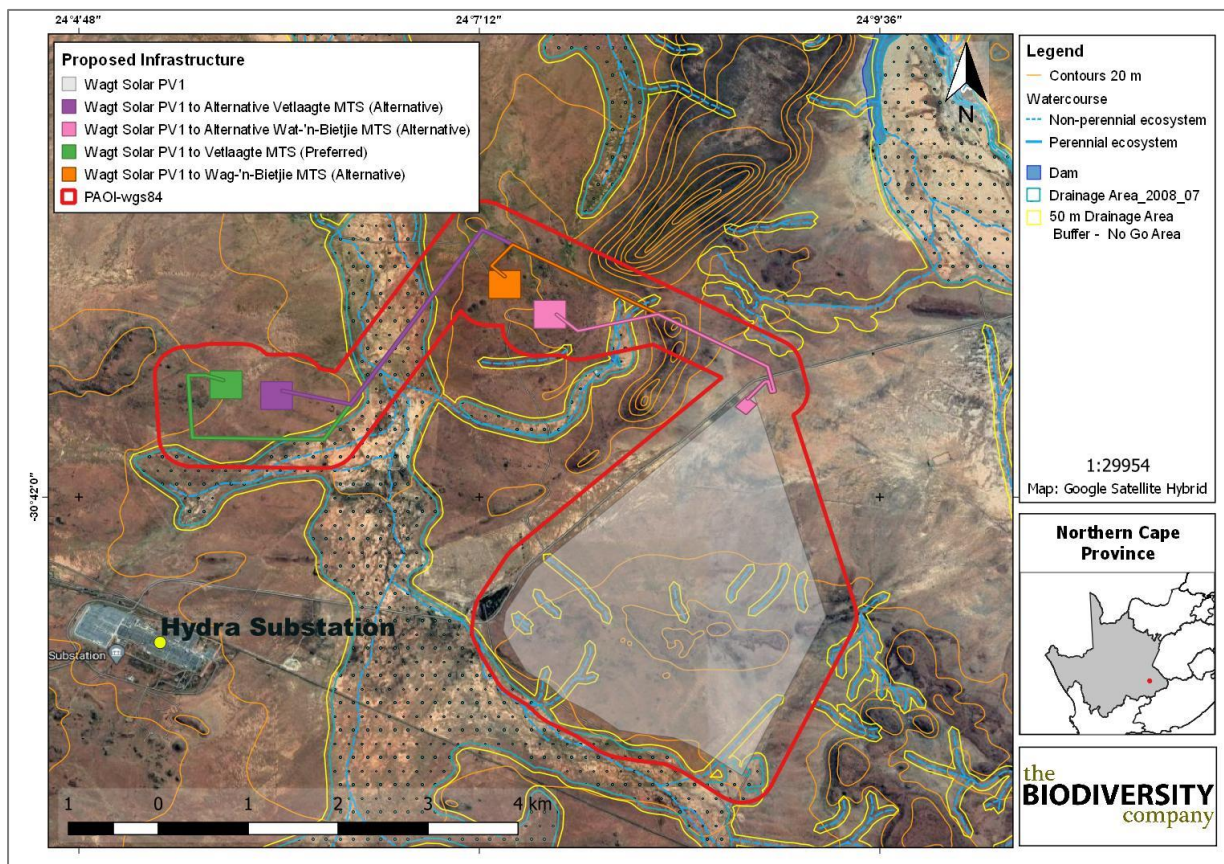 24°4'48"
24°7'12"
24°9'36"
-30°42'0"
Proposed Infrastructure
Wagt Solar PV1
Wagt Solar PV1 to Alternative Vetlaagte MTS (Alternative)
Wagt Solar PV1 to Alternative Wat-'n-Bietjie MTS (Alternative)
Wagt Solar PV1 to Vetlaagte MTS (Preferred)
Wagt Solar PV1 to Wag-'n-Bietjie MTS (Alternative)
PAOI-wgs84
N
Hydra Substation
Substation
1 0 1 2 3 4 km
Legend
Contours 20 m
Watercourse
Non-perennial ecosystem
Perennial ecosystem
Dam
Drainage Area_2008_07
50 m Drainage Area
Buffer - No Go Area
1:29954
Map: Google Satellite Hybrid
Northern Cape
Province
the
BIODIVERSITY
company